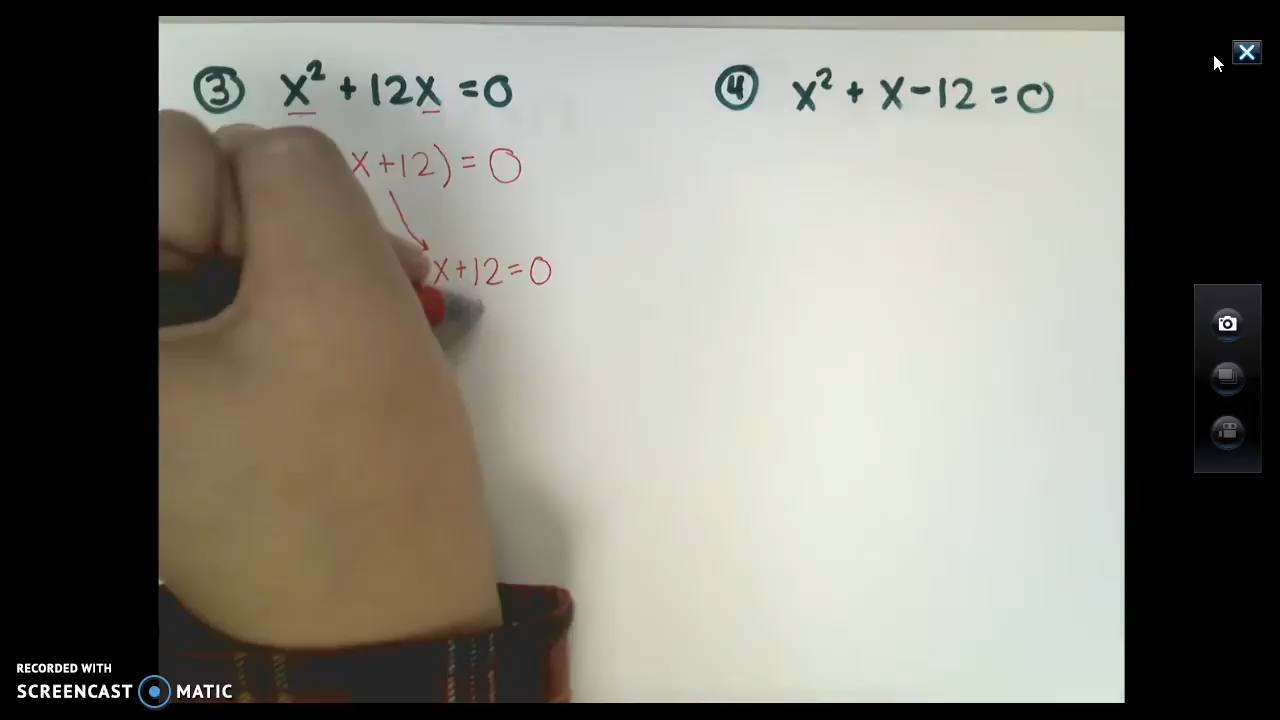 ③ x² + 12x = 0
x+12) = 0
x+12=0
④ x² + x - 12 = 0
RECORDED WITH
SCREENCAST MATIC